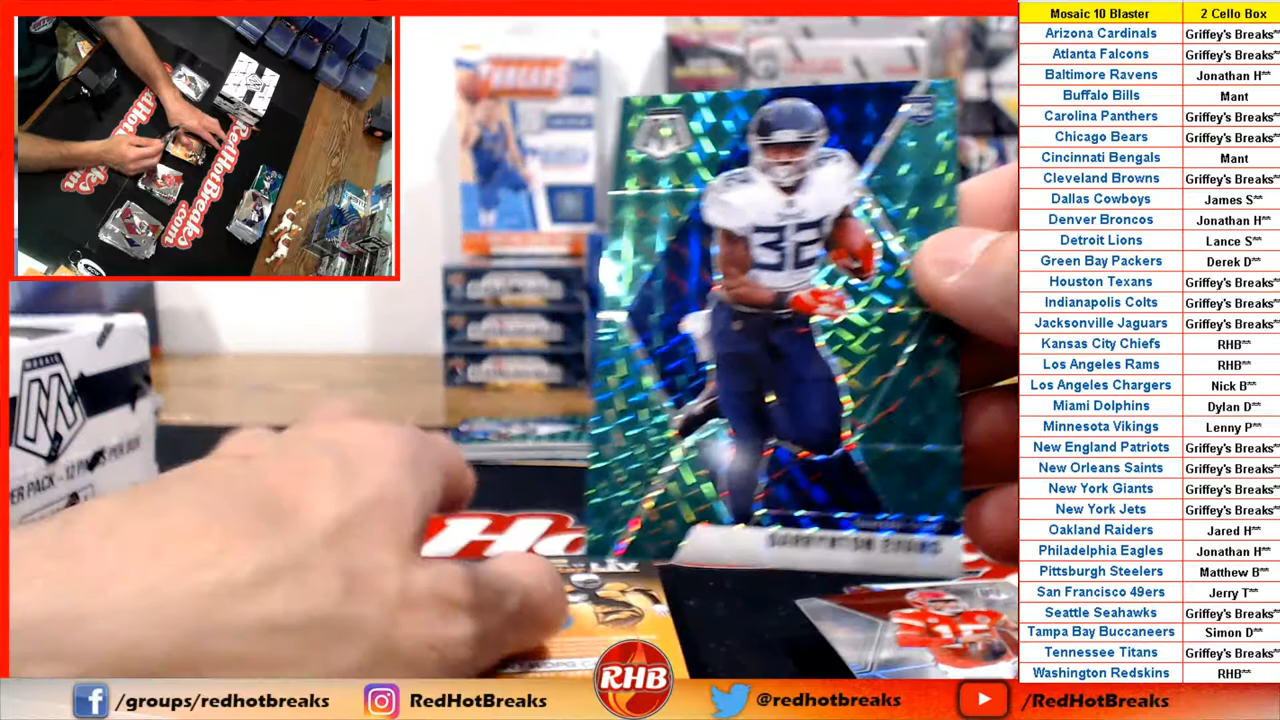 Mosaic 10 Blaster 2 Cello Box
Arizona Cardinals Griffey's Breaks**
Atlanta Falcons Griffey's Breaks**
Baltimore Ravens Jonathan H**
Buffalo Bills Mant
Carolina Panthers Griffey's Breaks**
Chicago Bears Griffey's Breaks**
Cincinnati Bengals Mant
Cleveland Browns Griffey's Breaks**
Dallas Cowboys James S**
Denver Broncos Jonathan H**
Detroit Lions Lance S**
Green Bay Packers Derek D**
Houston Texans Griffey's Breaks**
Indianapolis Colts Griffey's Breaks**
Jacksonville Jaguars Griffey's Breaks**
Kansas City Chiefs RHB**
Los Angeles Rams RHB**
Los Angeles Chargers Nick B**
Miami Dolphins Dylan D**
Minnesota Vikings Lenny P**
New England Patriots Griffey's Breaks**
New Orleans Saints Griffey's Breaks**
New York Giants Griffey's Breaks**
New York Jets Griffey's Breaks**
Oakland Raiders Jared H**
Philadelphia Eagles Jonathan H**
Pittsburgh Steelers Matthew B**
San Francisco 49ers Jerry T**
Seattle Seahawks Griffey's Breaks**
Tampa Bay Buccaneers Simon D**
Tennessee Titans Griffey's Breaks**
Washington Redskins RHB**
RedHotBreaks
.com
THREADS
MOSAIC
M
32
DARRYNTON EVANS
LIV
Ho
RHB
/groups/redhotbreaks
RedHotBreaks
@redhotbreaks
/RedHotBreaks